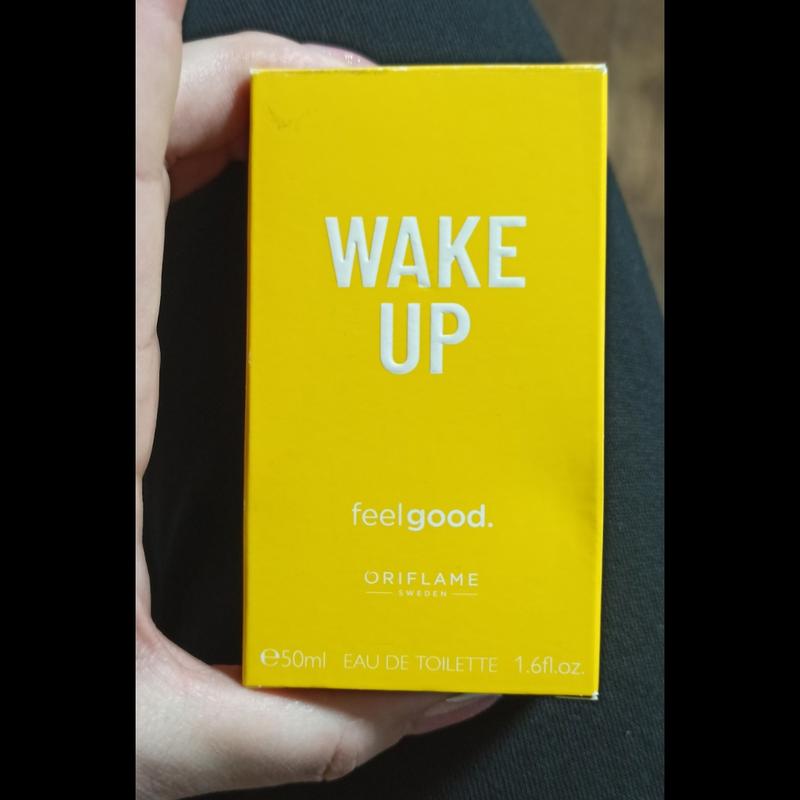 WAKE
UP
feelgood.
ORIFLAME
SWEDEN
℮50ml EAU DE TOILETTE 1.6fl.oz.